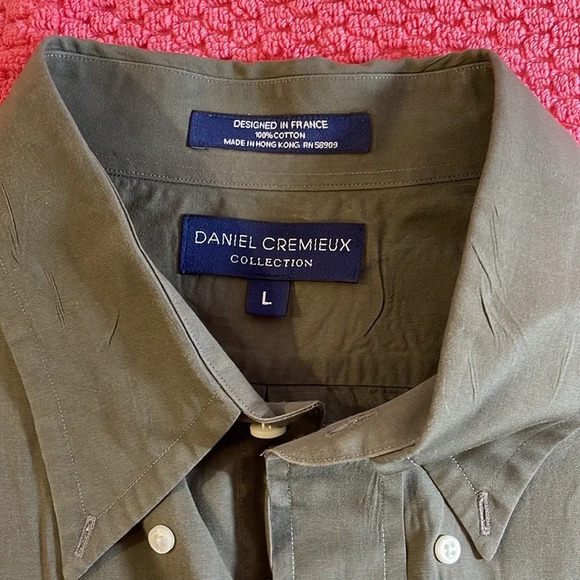 DESIGNED IN FRANCE
100% COTTON
MADE IN HONG KONG RN 58909
DANIEL CREMIEUX
COLLECTION
L